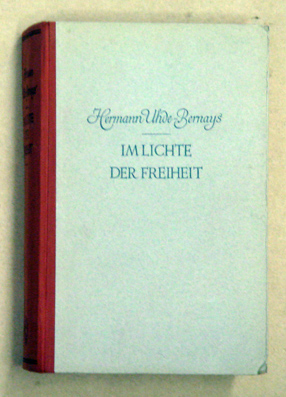 Hermann Uhde-Bernays
IM LICHTE
DER FREIHEIT